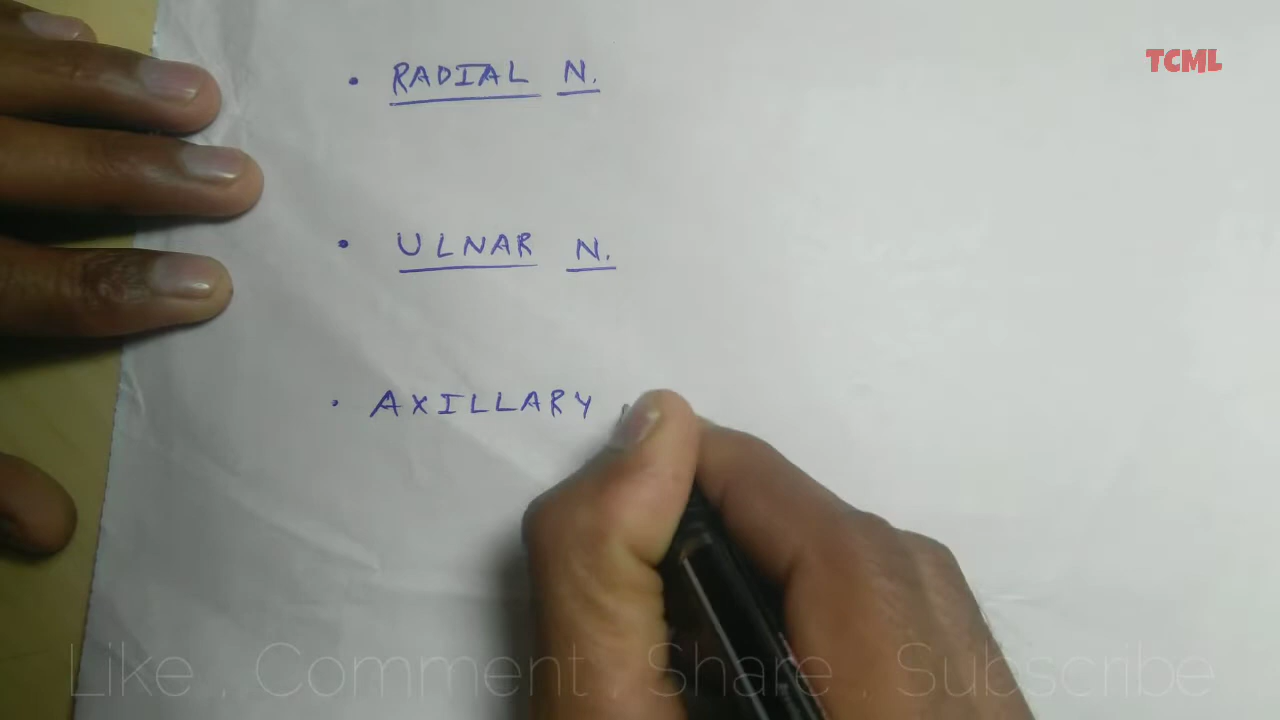 TCML
• RADIAL N.
• ULNAR N.
• AXILLARY
Like , Comment , Share , Subscribe